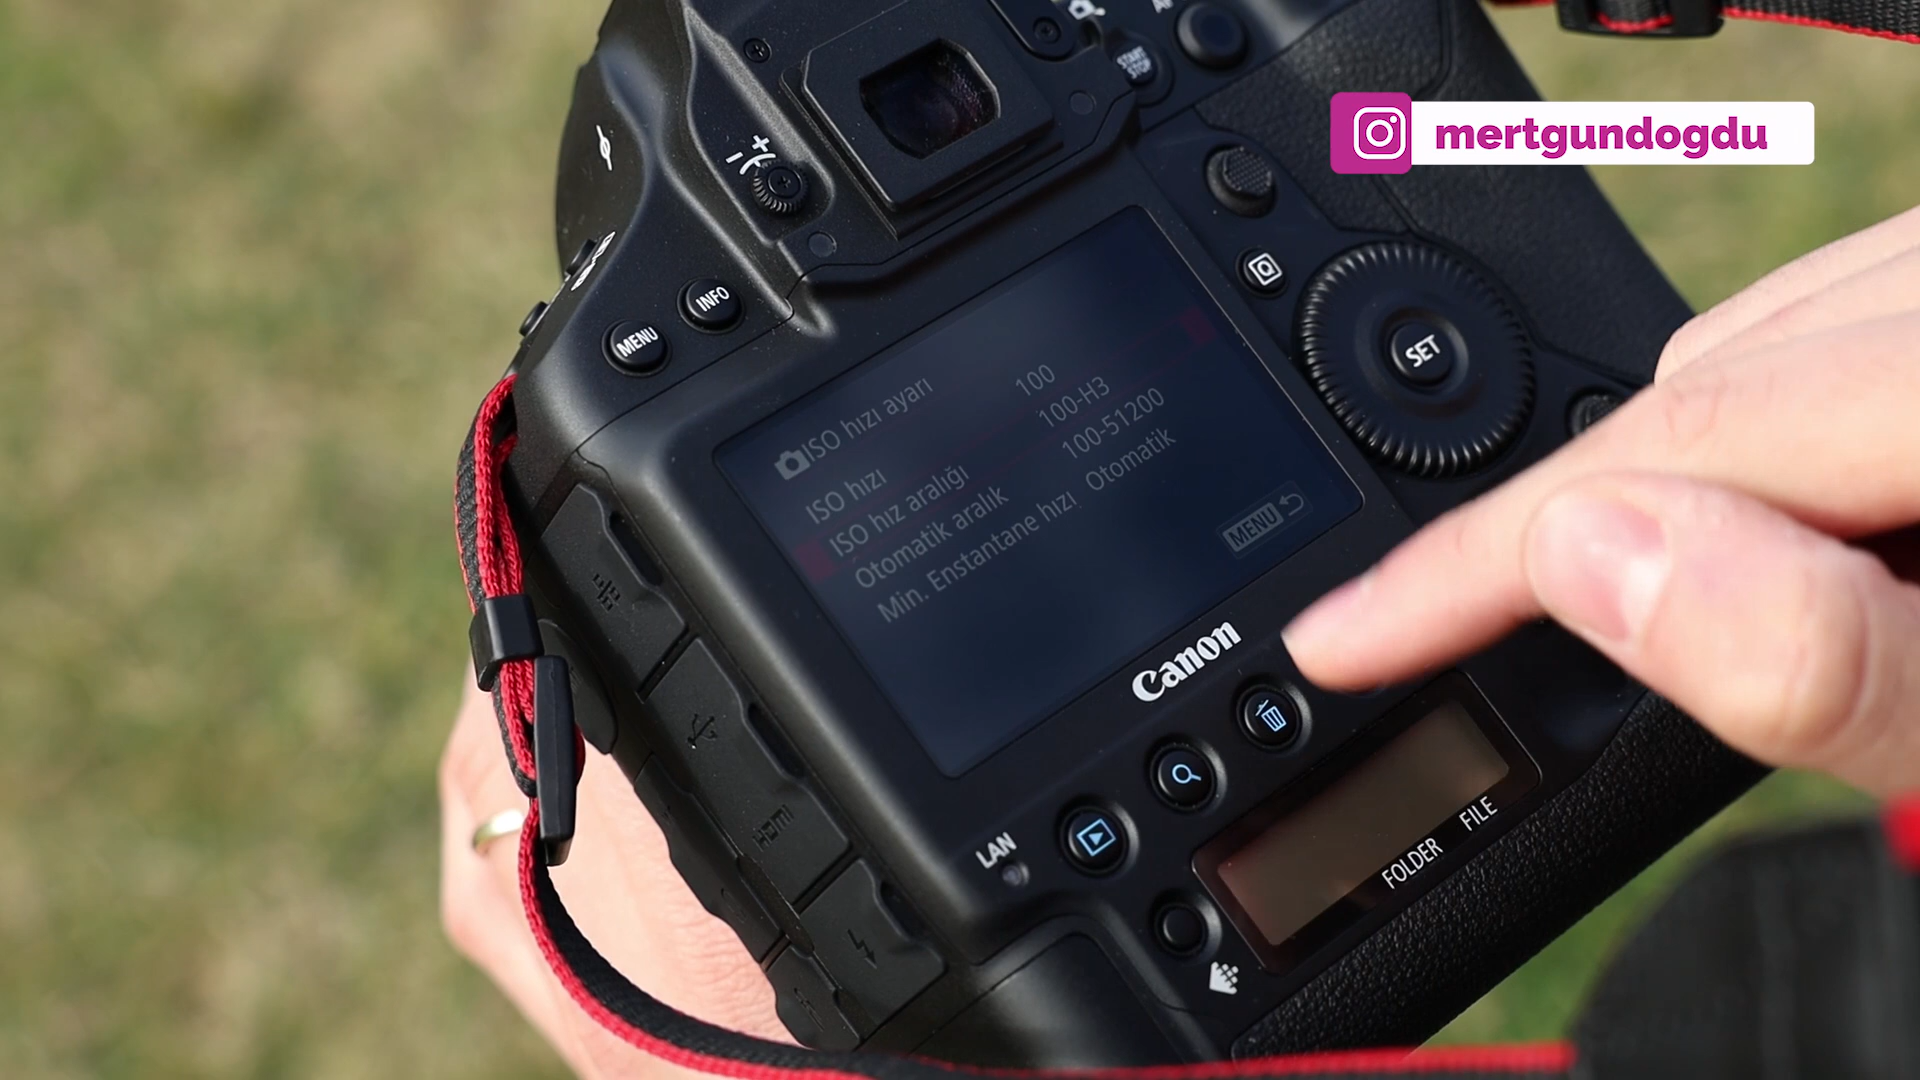 mertgundogdu
START
STOP
INFO
MENU
Q
SET
ISO hızı ayarı
ISO hızı 100
ISO hız aralığı 100-H3
Otomatik aralık 100-51200
Min. Enstantane hızı Otomatik
MENU
Canon
HDMI
LAN
FOLDER FILE